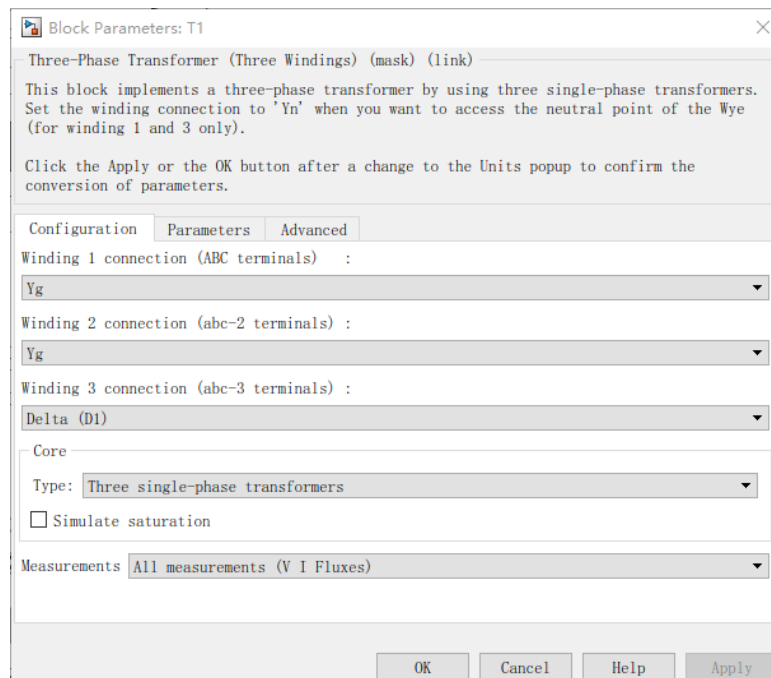 Block Parameters: T1
Three-Phase Transformer (Three Windings) (mask) (link)
This block implements a three-phase transformer by using three single-phase transformers.
Set the winding connection to 'Yn' when you want to access the neutral point of the Wye
(for winding 1 and 3 only).
Click the Apply or the OK button after a change to the Units popup to confirm the
conversion of parameters.
Configuration Parameters Advanced
Winding 1 connection (ABC terminals) :
Yg
Winding 2 connection (abc-2 terminals) :
Yg
Winding 3 connection (abc-3 terminals) :
Delta (D1)
Core
Type: Three single-phase transformers
Simulate saturation
Measurements All measurements (V I Fluxes)
OK Cancel Help Apply